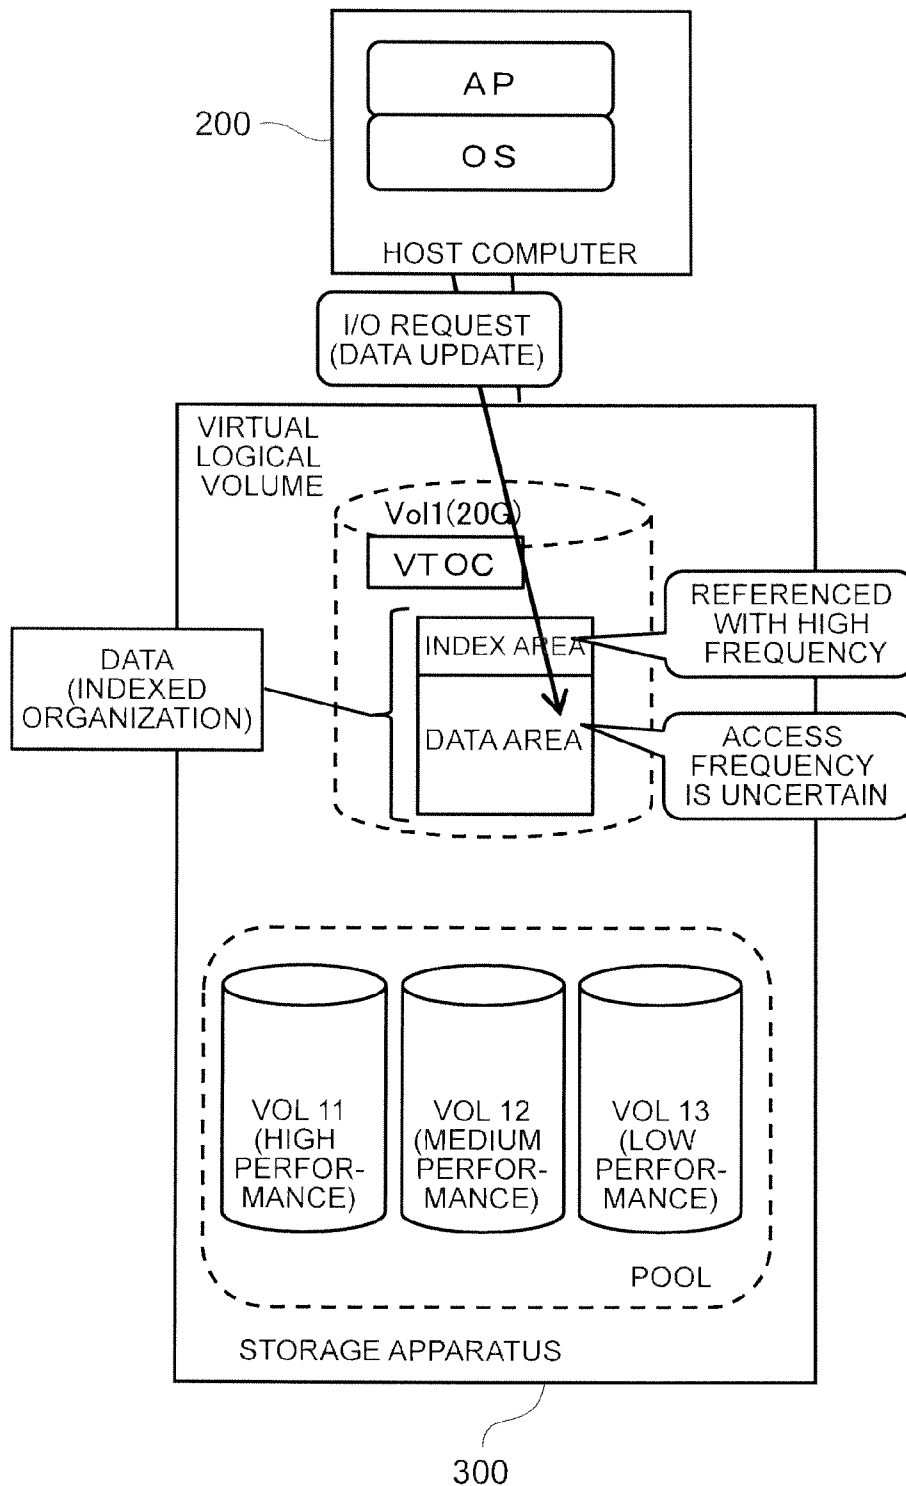 AP
200
OS
HOST COMPUTER
I/O REQUEST
(DATA UPDATE)
VIRTUAL
LOGICAL
VOLUME
Vol1(20G)
VTOC
REFERENCED
WITH HIGH
FREQUENCY
INDEX AREA
DATA
(INDEXED
ORGANIZATION)
DATA AREA
ACCESS
FREQUENCY
IS UNCERTAIN
VOL 11
(HIGH
PERFOR-
MANCE)
VOL 12
(MEDIUM
PERFOR-
MANCE)
VOL 13
(LOW
PERFOR-
MANCE)
POOL
STORAGE APPARATUS
300